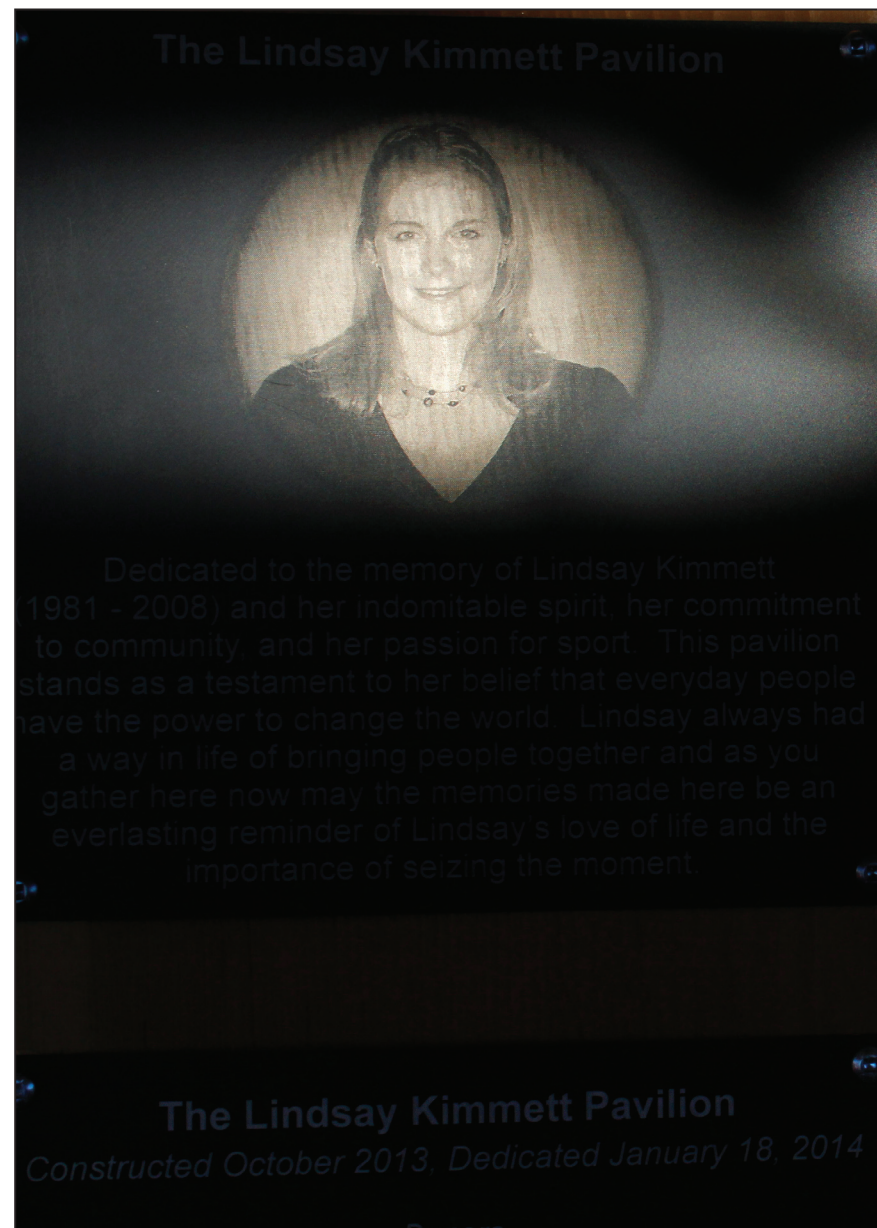 The Lindsay Kimmett Pavilion
Dedicated to the memory of Lindsay Kimmett
(1981 - 2008) and her indomitable spirit, her commitment
to community, and her passion for sport. This pavilion
stands as a testament to her belief that everyday people
have the power to change the world. Lindsay always had
a way in life of bringing people together and as you
gather here now may the memories made here be an
everlasting reminder of Lindsay's love of life and the
importance of seizing the moment.
The Lindsay Kimmett Pavilion
Constructed October 2013, Dedicated January 18, 2014